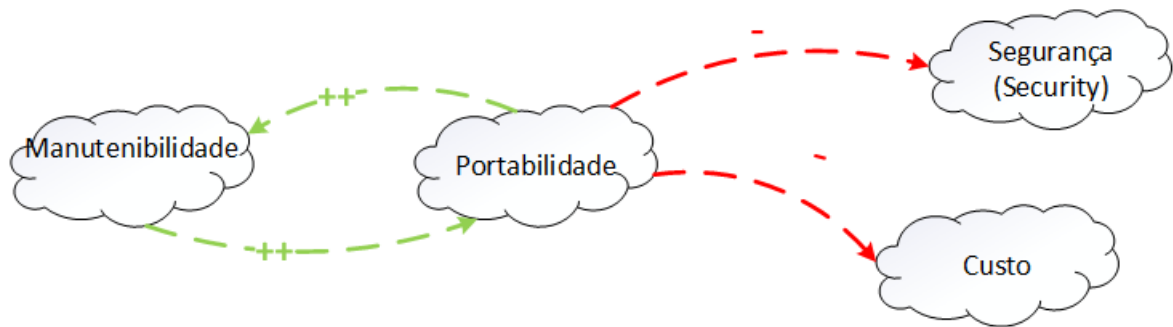 -
Segurança
(Security)
++
Manutenibilidade
Portabilidade
-
++
Custo